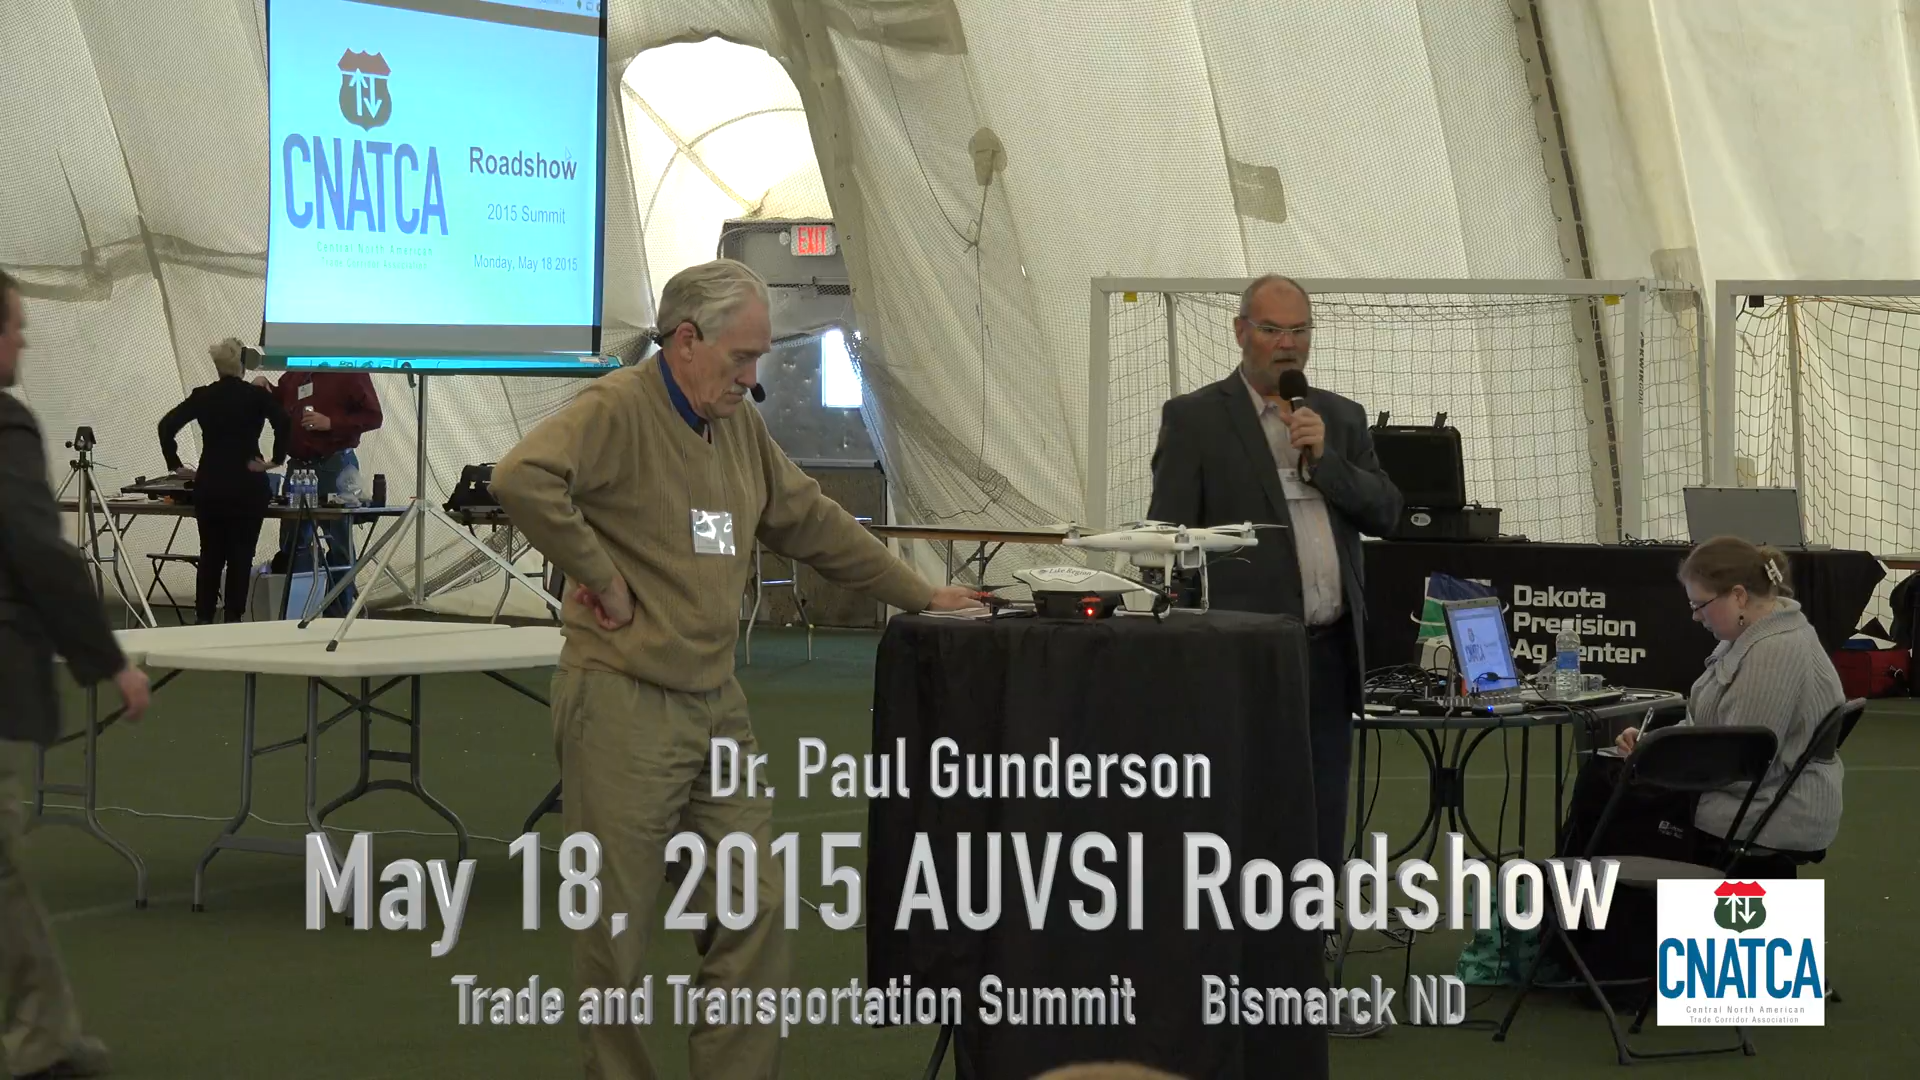 CNATCA
Central North American
Trade Corridor Association
Roadshow
2015 Summit
Monday, May 18 2015
EXIT
Lake Region
Dakota
Precision
Ag Center
Dr. Paul Gunderson
May 18, 2015 AUVSI Roadshow
Trade and Transportation Summit Bismarck ND
CNATCA
Central North American
Trade Corridor Association